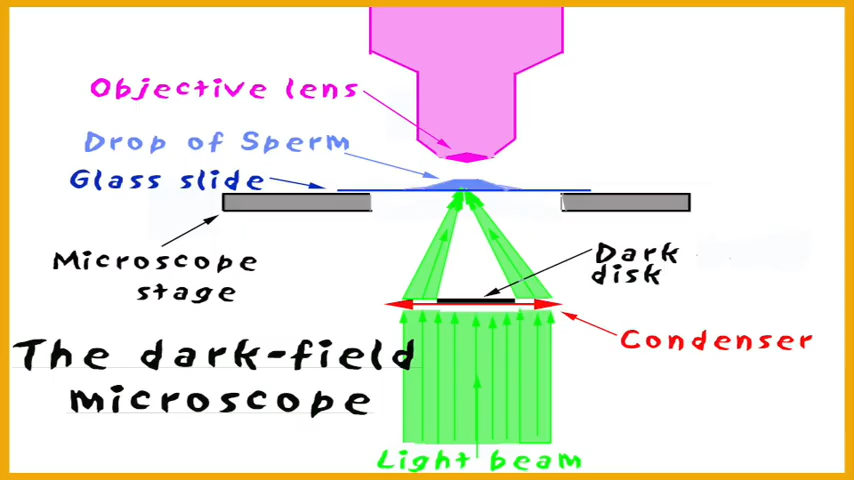 Objective lens
Drop of Sperm
Glass slide
Microscope
stage
Dark
disk
Condenser
The dark-field
microscope
Light beam